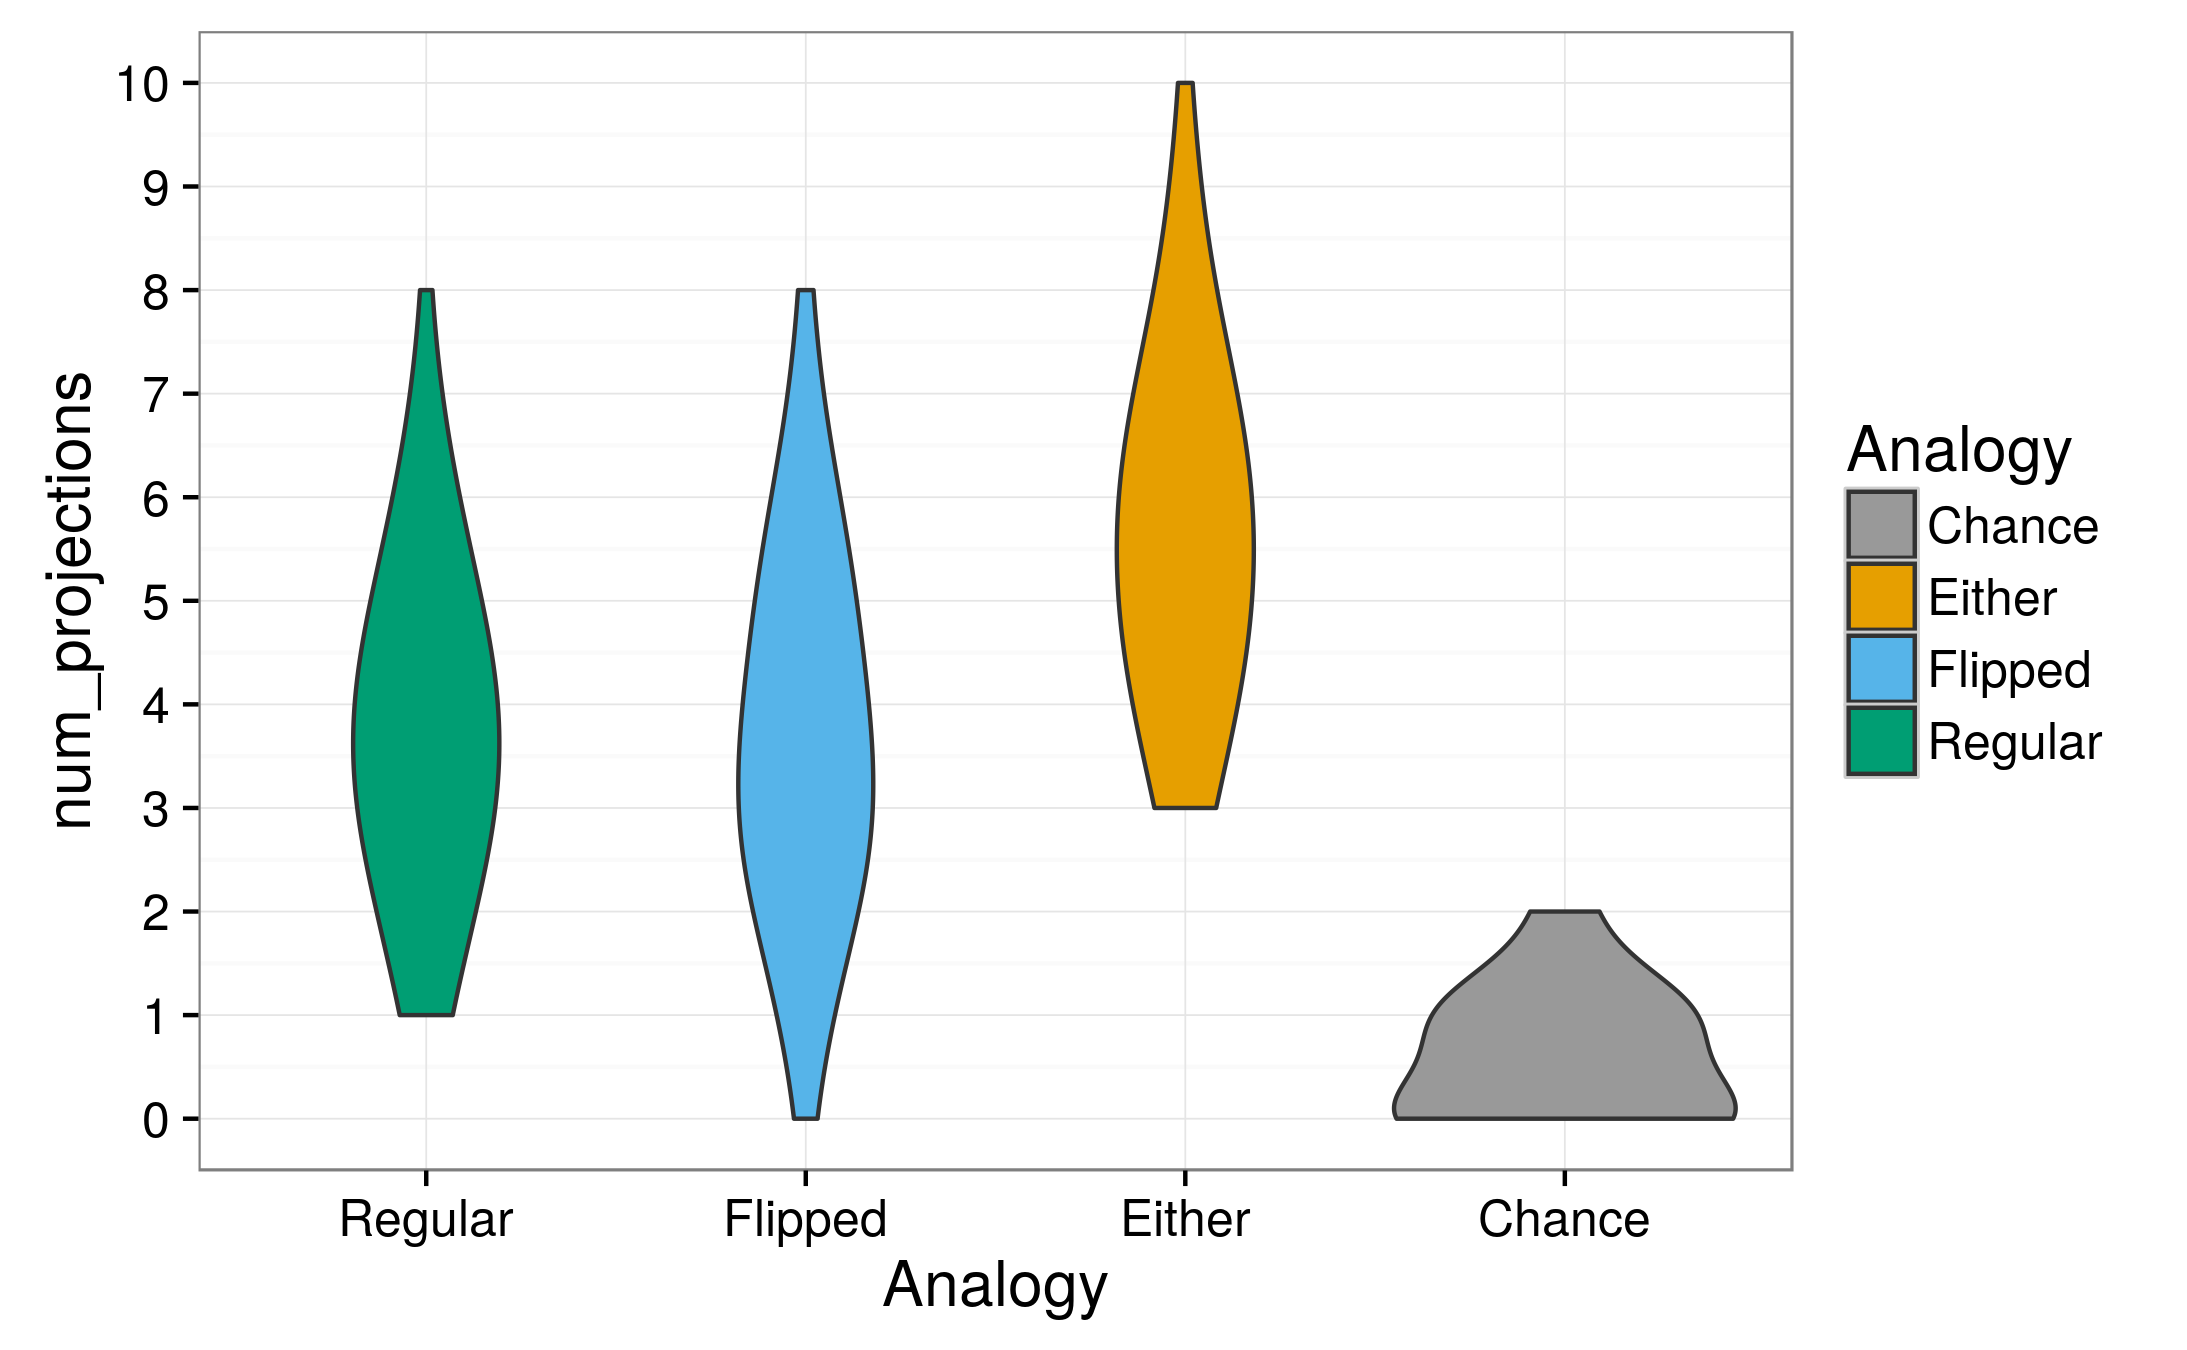 num_projections
10
9
8
7
6
5
4
3
2
1
0
Regular Flipped Either Chance
Analogy
Analogy
Chance
Either
Flipped
Regular